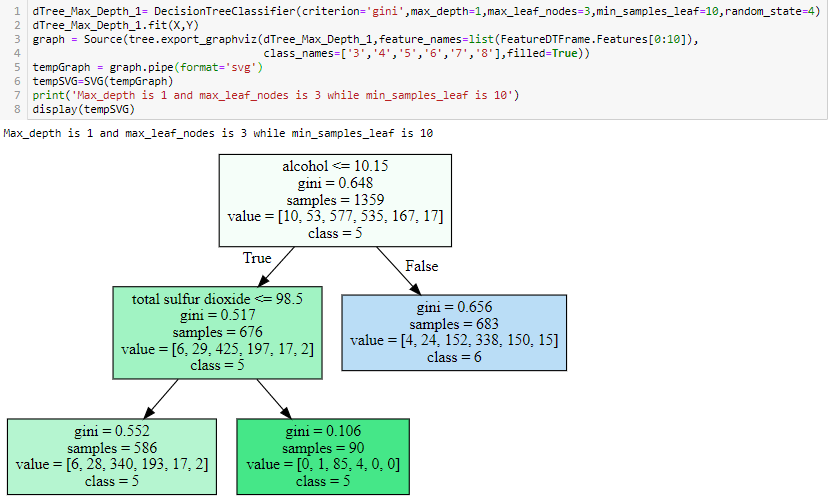 1 dTree_Max_Depth_1= DecisionTreeClassifier(criterion='gini',max_depth=1,max_leaf_nodes=3,min_samples_leaf=10,random_state=4)
2 dTree_Max_Depth_1.fit(X,Y)
3 graph = Source(tree.export_graphviz(dTree_Max_Depth_1,feature_names=list(FeatureDTFrame.Features[0:10]),
4 class_names=['3','4','5','6','7','8'],filled=True))
5 tempGraph = graph.pipe(format='svg')
6 tempSVG=SVG(tempGraph)
7 print('Max_depth is 1 and max_leaf_nodes is 3 while min_samples_leaf is 10')
8 display(tempSVG)
Max_depth is 1 and max_leaf_nodes is 3 while min_samples_leaf is 10
alcohol <= 10.15
gini = 0.648
samples = 1359
value = [10, 53, 577, 535, 167, 17]
class = 5
True
False
total sulfur dioxide <= 98.5
gini = 0.517
samples = 676
value = [6, 29, 425, 197, 17, 2]
class = 5
gini = 0.656
samples = 683
value = [4, 24, 152, 338, 150, 15]
class = 6
gini = 0.552
samples = 586
value = [6, 28, 340, 193, 17, 2]
class = 5
gini = 0.106
samples = 90
value = [0, 1, 85, 4, 0, 0]
class = 5